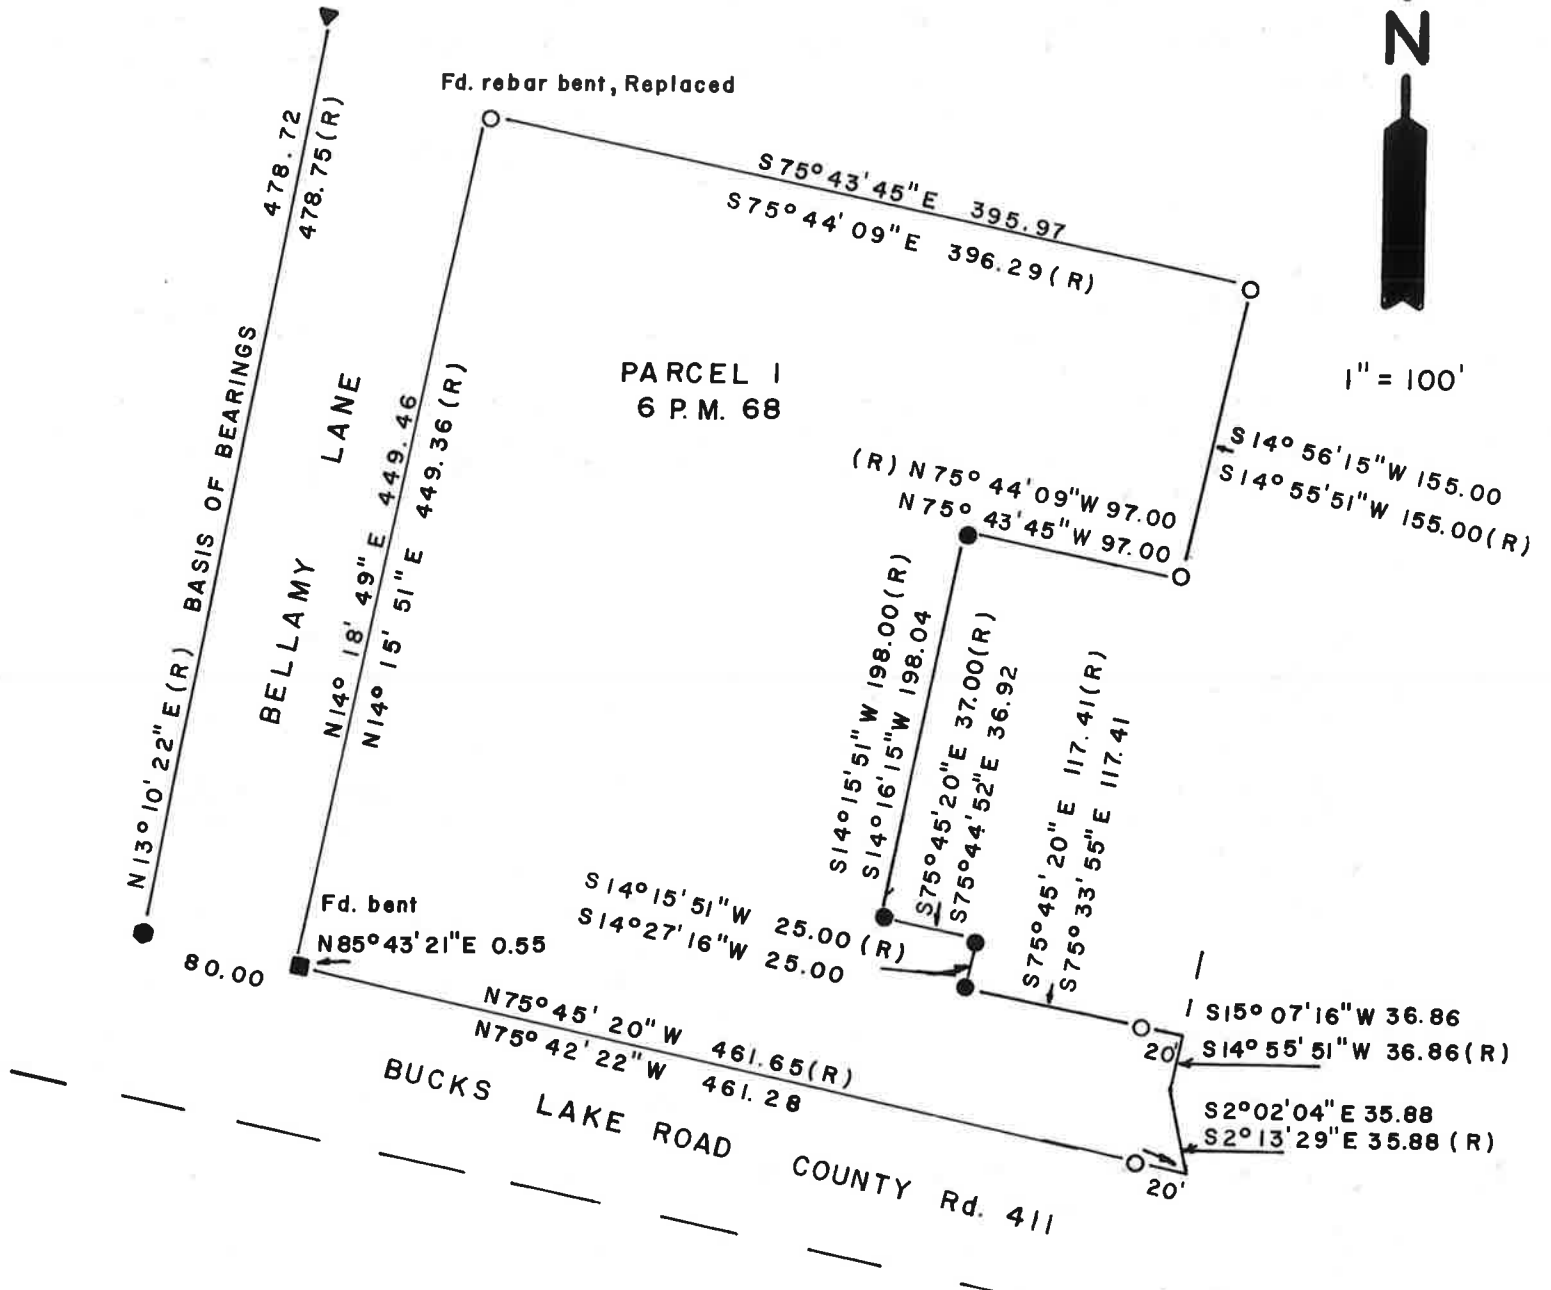 N
Fd. rebar bent, Replaced
478.72
478.75(R)
S75°43'45"E 395.97
S75°44'09"E 396.29(R)
1"=100'
PARCEL 1
6 P.M. 68
N13°10'22"E(R) BASIS OF BEARINGS
BELLAMY LANE
N14° 18' 49" E 449.46
N14° 15' 51" E 449.36(R)
S14° 56'15"W 155.00
S14° 55'51"W 155.00(R)
(R) N75° 44'09"W 97.00
N75° 43'45"W 97.00
S14°15'51"W 198.00(R)
S14°16'15"W 198.04
S75°45'20"E 37.00(R)
S75°44'52"E 36.92
S75°45'20"E 117.41(R)
S75°33'55"E 117.41
S14°15'51"W 25.00(R)
S14°27'16"W 25.00
Fd. bent
N85°43'21"E 0.55
80.00
N75°45'20"W 461.65(R)
N75°42'22"W 461.28
S15°07'16"W 36.86
20'
S14°55'51"W 36.86(R)
S2°02'04"E 35.88
S2°13'29"E 35.88(R)
20'
BUCKS LAKE ROAD COUNTY Rd. 411